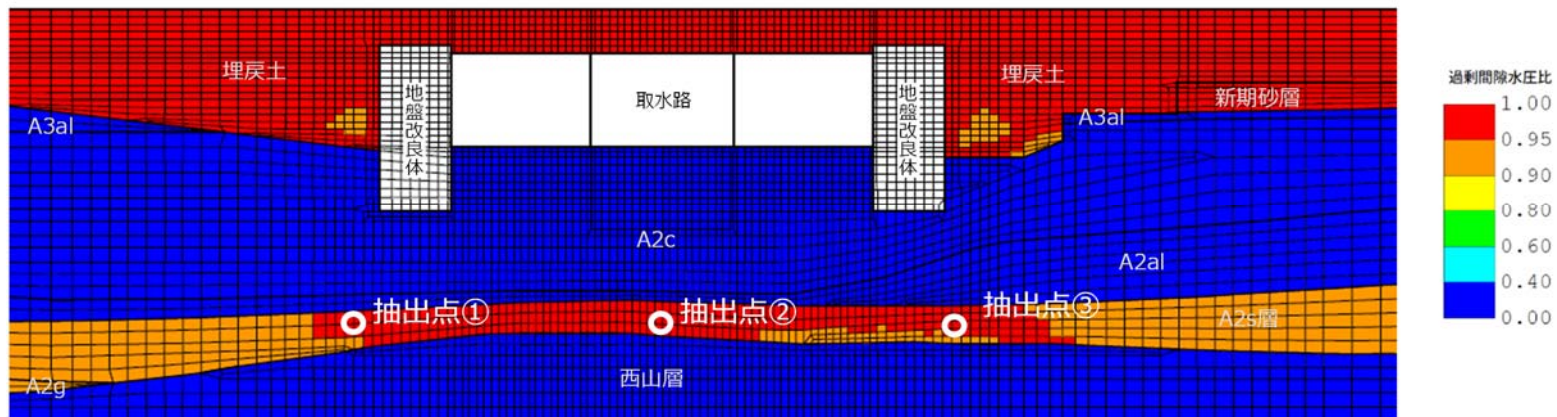 埋戻土
地盤改良体
取水路
地盤改良体
埋戻土
新期砂層
A3al
A3al
A2c
A2al
抽出点①
抽出点②
抽出点③
A2s層
A2g
西山層
過剰間隙水圧比
1.00
0.95
0.90
0.80
0.60
0.40
0.00